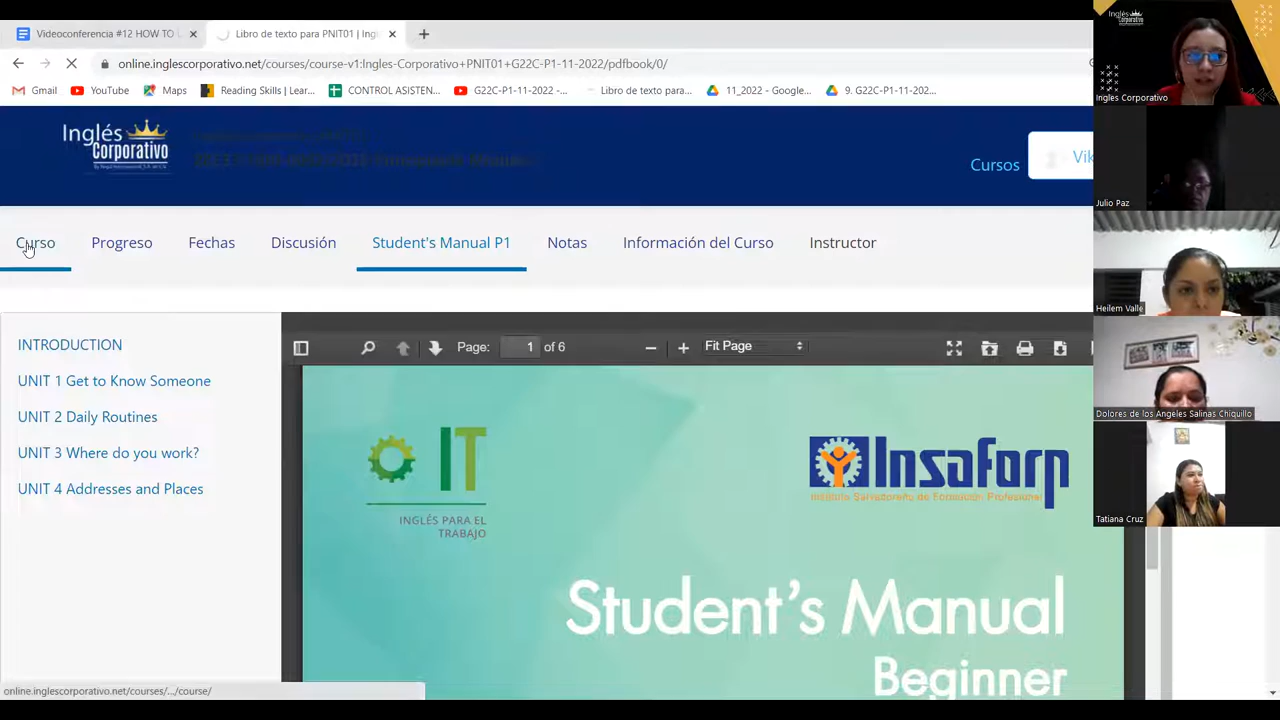 Videoconferencia #12 HOW TO
Libro de texto para PNIT01 | Ing
online.inglescorporativo.net/courses/course-v1:Ingles-Corporativo+PNIT01+G22C-P1-11-2022/pdfbook/0/
Gmail
YouTube
Maps
Reading Skills | Lear...
CONTROL ASISTEN...
G22C-P1-11-2022 -...
Libro de texto para...
11_2022 - Google...
9. G22C-P1-11-202...
Inglés
Corporativo
Cursos
Vik
Curso
Progreso
Fechas
Discusión
Student's Manual P1
Notas
Información del Curso
Instructor
INTRODUCTION
UNIT 1 Get to Know Someone
UNIT 2 Daily Routines
UNIT 3 Where do you work?
UNIT 4 Addresses and Places
Page: 1 of 6
Fit Page
IT
INGLÉS PARA EL
TRABAJO
Insaforp
Instituto Salvadoreño de Formación Profesional
Student's Manual
Beginner
online.inglescorporativo.net/courses/.../course/
Inglés
Corporativo
Ingles Corporativo
Julio Paz
Heilem Valle
Dolores de los Angeles Salinas Chiquillo
Tatiana Cruz